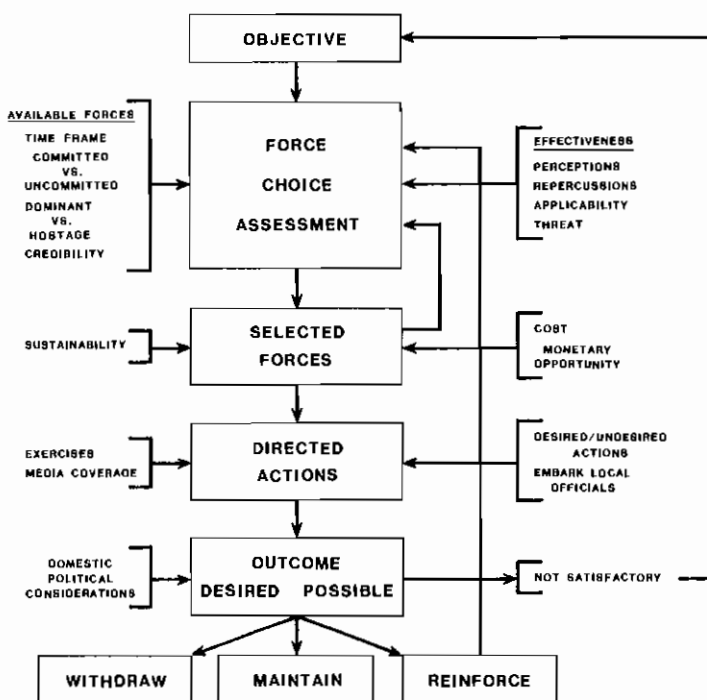 OBJECTIVE
AVAILABLE FORCES
TIME FRAME
COMMITTED
VS.
UNCOMMITTED
DOMINANT
VS.
HOSTAGE
CREDIBILITY
FORCE
CHOICE
ASSESSMENT
EFFECTIVENESS
PERCEPTIONS
REPERCUSSIONS
APPLICABILITY
THREAT
SUSTAINABILITY
SELECTED
FORCES
COST
MONETARY
OPPORTUNITY
EXERCISES
MEDIA COVERAGE
DIRECTED
ACTIONS
DESIRED/UNDESIRED
ACTIONS
EMBARK LOCAL
OFFICIALS
DOMESTIC
POLITICAL
CONSIDERATIONS
OUTCOME
DESIRED POSSIBLE
NOT SATISFACTORY
WITHDRAW
MAINTAIN
REINFORCE